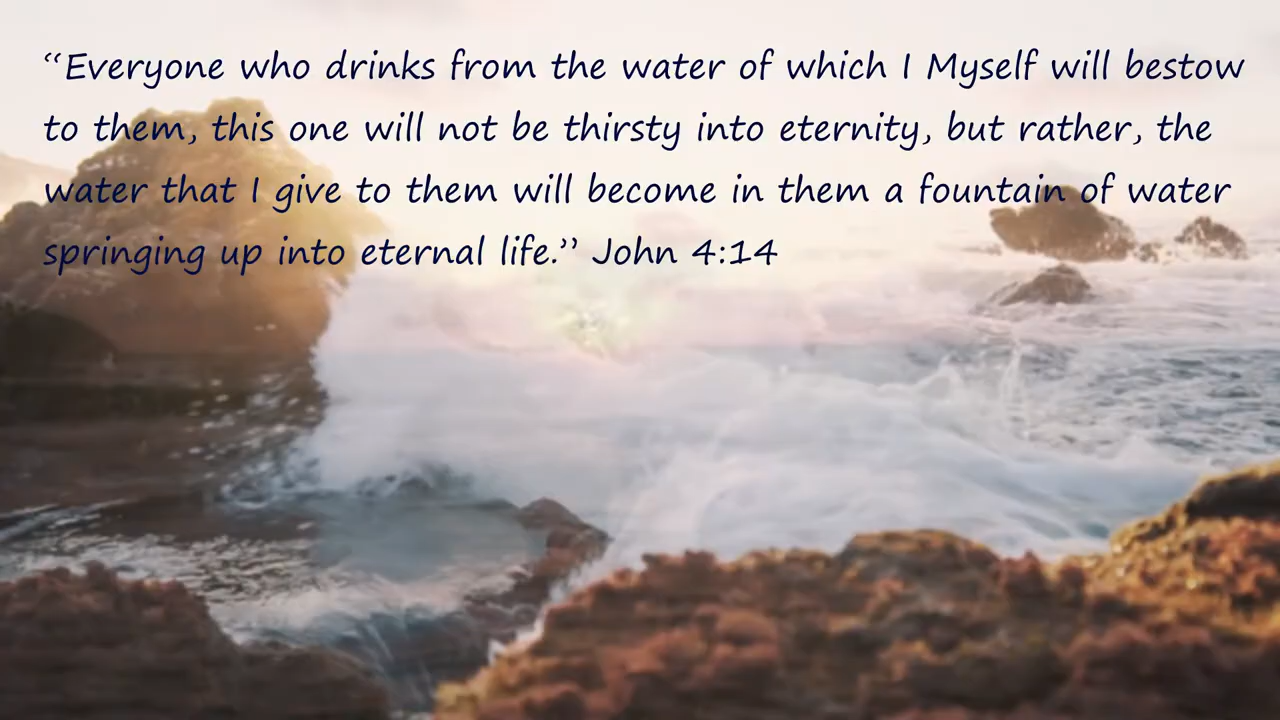 “Everyone who drinks from the water of which I Myself will bestow
to them, this one will not be thirsty into eternity, but rather, the
water that I give to them will become in them a fountain of water
springing up into eternal life.” John 4:14